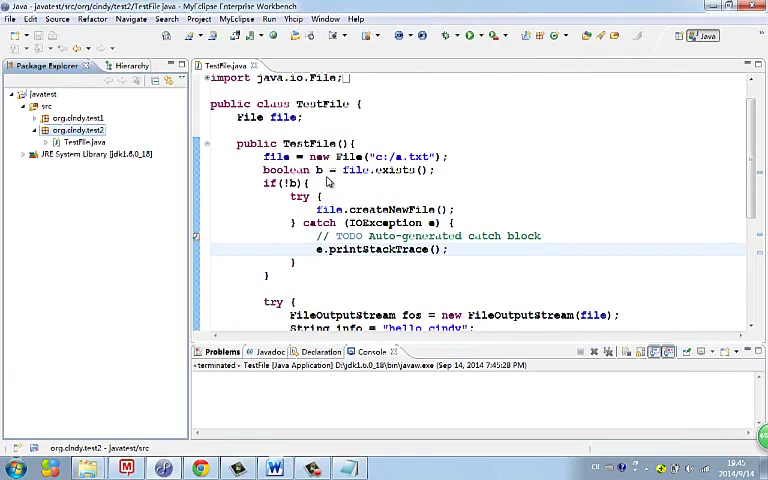 Java - javatest/src/org/cindy/test2/TestFile.java - MyEclipse Enterprise Workbench
File Edit Source Refactor Navigate Search Project MyEclipse Run Yhcip Window Help
Java
Package Explorer Hierarchy
javatest
src
org.cindy.test1
org.cindy.test2
TestFile.java
JRE System Library [jdk1.6.0_18]
TestFile.java
import java.io.File;
public class TestFile {
File file;
public TestFile(){
file = new File("c:/a.txt");
boolean b = file.exists();
if(!b){
try {
file.createNewFile();
} catch (IOException e) {
// TODO Auto-generated catch block
e.printStackTrace();
}
}
try {
FileOutputStream fos = new FileOutputStream(file);
String info = "hello cindy";
Problems Javadoc Declaration Console
<terminated> TestFile [Java Application] D:\jdk1.6.0_18\bin\javaw.exe (Sep 14, 2014 7:45:28 PM)
org.cindy.test2 - javatest/src
CH
19:45
2014/9/14